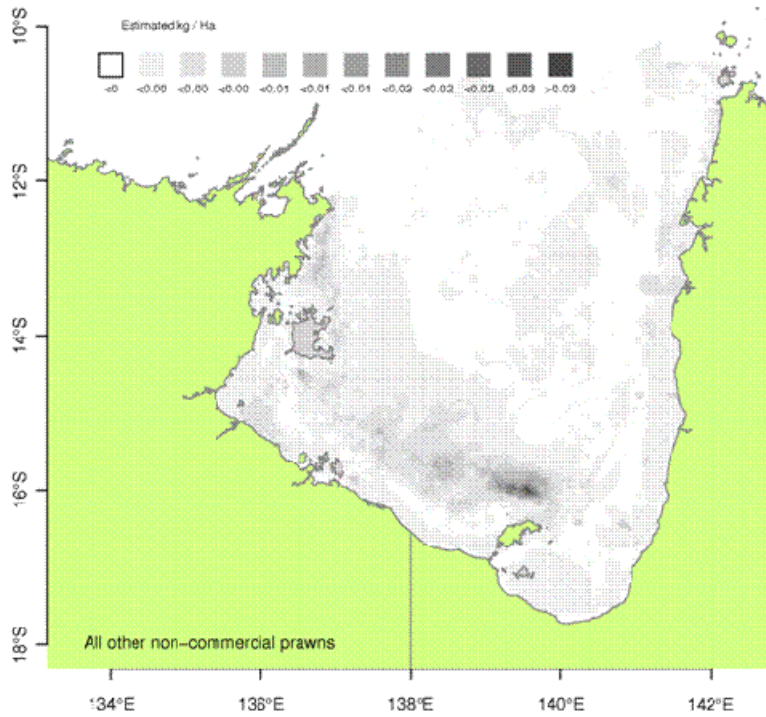 10°S
Estimated kg / Ha
<0 <0.00 <0.00 <0.00 <0.01 <0.01 <0.01 <0.02 <0.02 <0.03 <0.03 >0.03
12°S
14°S
16°S
18°S
All other non-commercial prawns
134°E 136°E 138°E 140°E 142°E